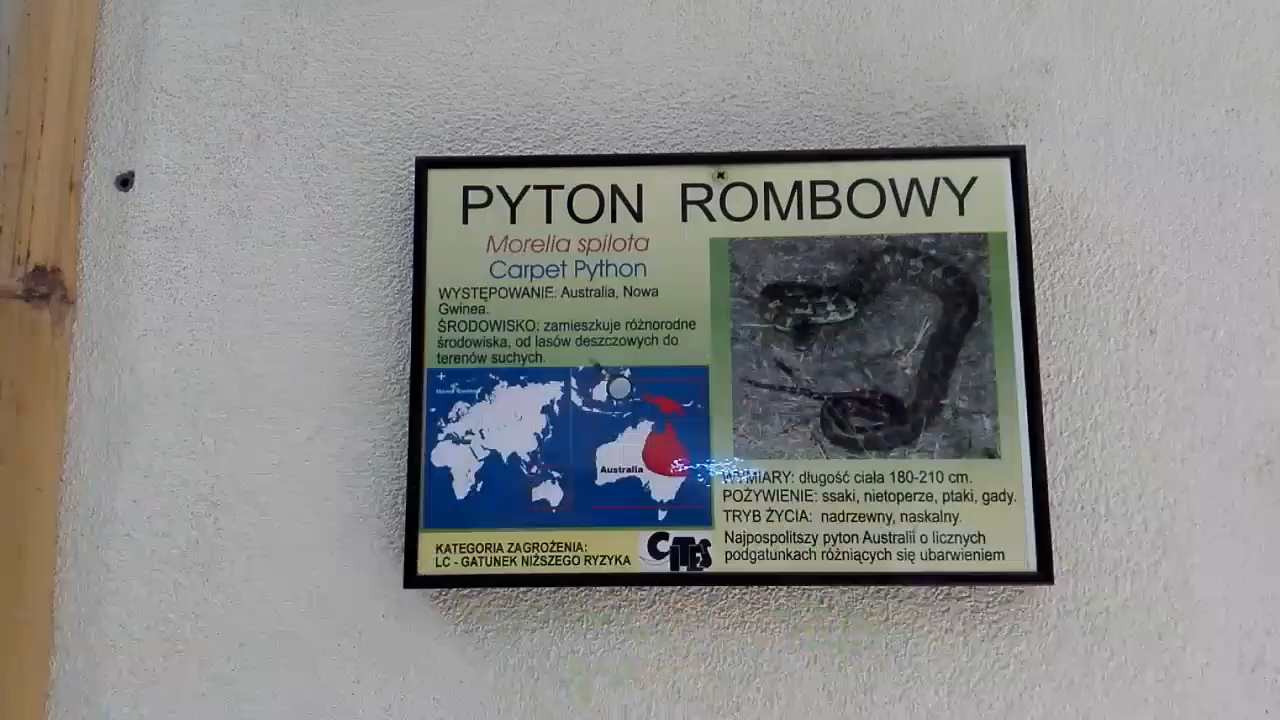 PYTON ROMBOWY
Morelia spilota
Carpet Python
WYSTĘPOWANIE: Australia, Nowa
Gwinea.
ŚRODOWISKO: zamieszkuje różnorodne
środowiska, od lasów deszczowych do
terenów suchych.
Australia
KATEGORIA ZAGROŻENIA:
LC - GATUNEK NIŻSZEGO RYZYKA
CITES
WYMIARY: długość ciała 180-210 cm.
POŻYWIENIE: ssaki, nietoperze, ptaki, gady.
TRYB ŻYCIA: nadrzewny, naskalny.
Najpospolitszy pyton Australii o licznych
podgatunkach różniących się ubarwieniem